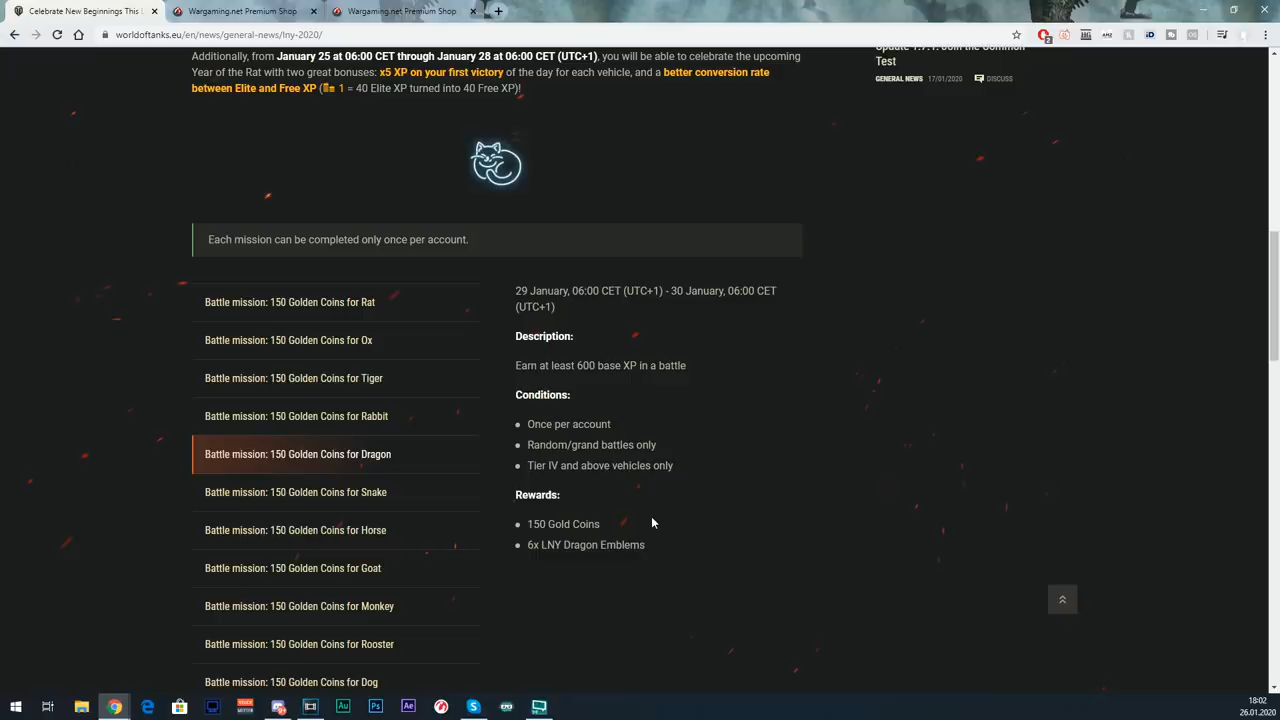 Celebrate New Beginnings This L
Wargaming.net Premium Shop
Wargaming.net Premium Shop
worldoftanks.eu/en/news/general-news/lny-2020/
Additionally, from January 25 at 06:00 CET through January 28 at 06:00 CET (UTC+1), you will be able to celebrate the upcoming
Year of the Rat with two great bonuses: x5 XP on your first victory of the day for each vehicle, and a better conversion rate
between Elite and Free XP ( 1 = 40 Elite XP turned into 40 Free XP)!
Update 1.7.1: Join the Common
Test
GENERAL NEWS 17/01/2020 DISCUSS
Each mission can be completed only once per account.
Battle mission: 150 Golden Coins for Rat
Battle mission: 150 Golden Coins for Ox
Battle mission: 150 Golden Coins for Tiger
Battle mission: 150 Golden Coins for Rabbit
Battle mission: 150 Golden Coins for Dragon
Battle mission: 150 Golden Coins for Snake
Battle mission: 150 Golden Coins for Horse
Battle mission: 150 Golden Coins for Goat
Battle mission: 150 Golden Coins for Monkey
Battle mission: 150 Golden Coins for Rooster
Battle mission: 150 Golden Coins for Dog
29 January, 06:00 CET (UTC+1) - 30 January, 06:00 CET
(UTC+1)
Description:
Earn at least 600 base XP in a battle
Conditions:
Once per account
Random/grand battles only
Tier IV and above vehicles only
Rewards:
150 Gold Coins
6x LNY Dragon Emblems
Au
Ps
Ae
18:02
26.01.2020